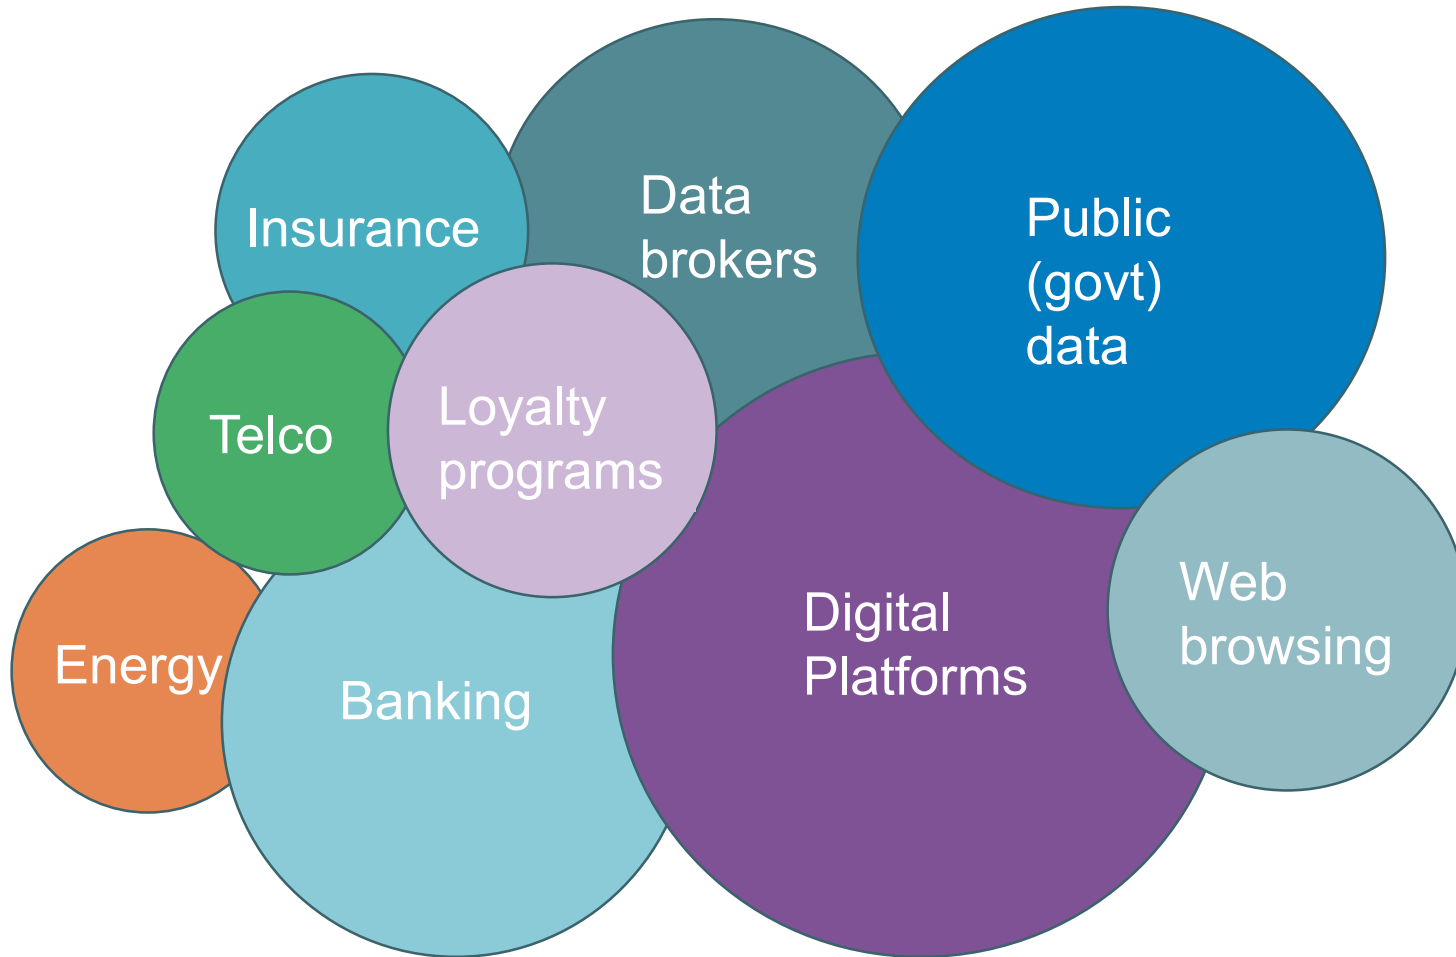 Data
brokers
Public
(govt)
data
Insurance
Loyalty
programs
Telco
Web
browsing
Digital
Platforms
Energy
Banking